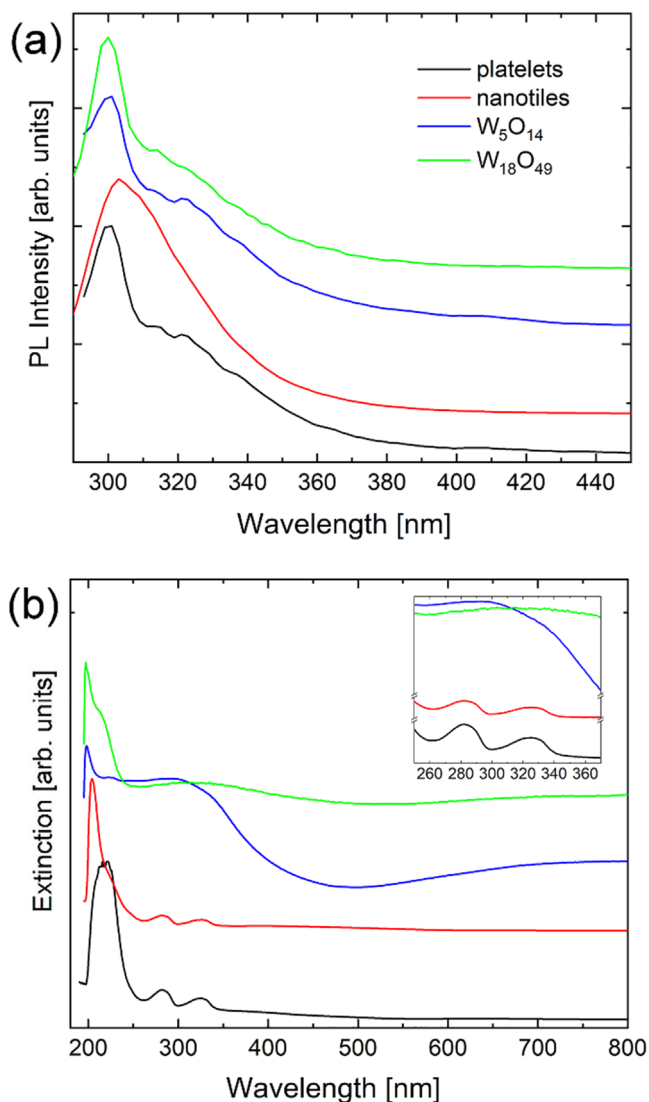 (a)
platelets
nanotiles
W₅O₁₄
W₁₈O₄₉
PL Intensity [arb. units]
300 320 340 360 380 400 420 440
Wavelength [nm]
(b)
260 280 300 320 340 360
Extinction [arb. units]
200 300 400 500 600 700 800
Wavelength [nm]